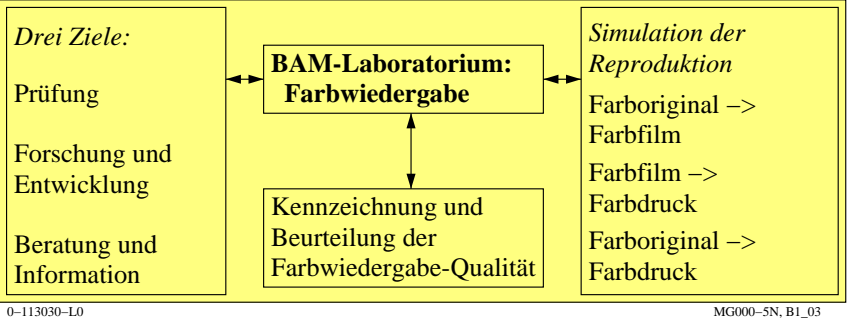 Drei Ziele:
Prüfung
Forschung und
Entwicklung
Beratung und
Information
BAM-Laboratorium:
Farbwiedergabe
Kennzeichnung und
Beurteilung der
Farbwiedergabe-Qualität
Simulation der
Reproduktion
Farboriginal −>
Farbfilm
Farbfilm −>
Farbdruck
Farboriginal −>
Farbdruck
0−113030−L0
MG000−5N, B1_03